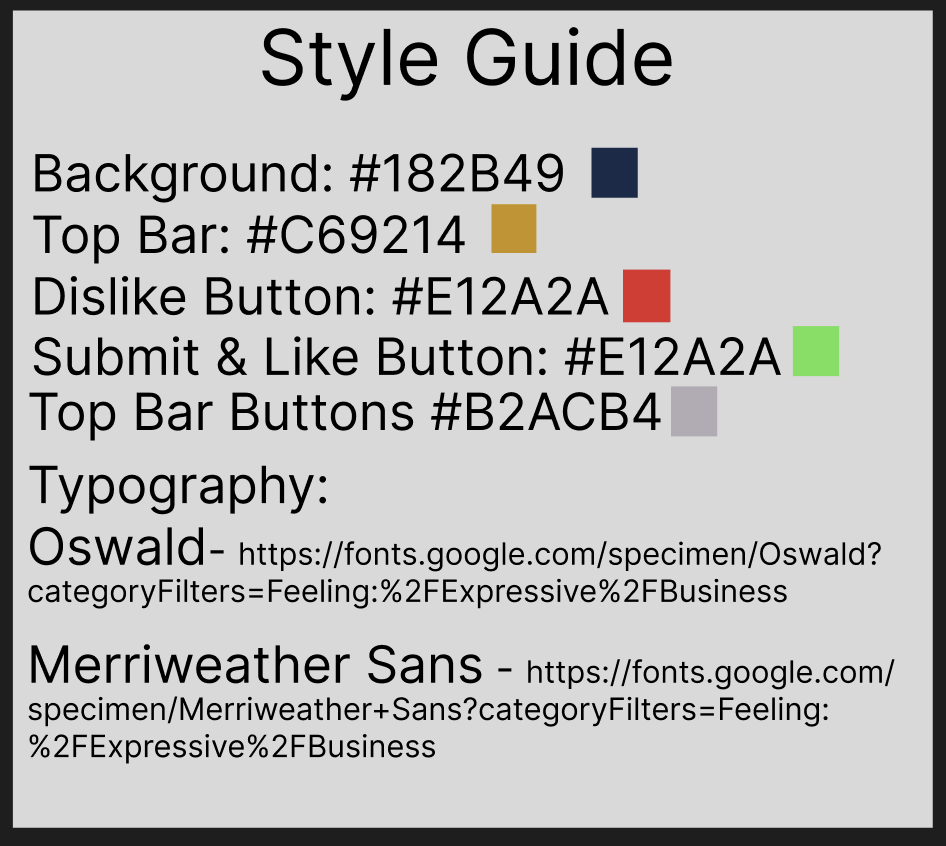 Style Guide
Background: #182B49
Top Bar: #C69214
Dislike Button: #E12A2A
Submit & Like Button: #E12A2A
Top Bar Buttons #B2ACB4
Typography:
Oswald- https://fonts.google.com/specimen/Oswald?
categoryFilters=Feeling:%2FExpressive%2FBusiness
Merriweather Sans - https://fonts.google.com/
specimen/Merriweather+Sans?categoryFilters=Feeling:
%2FExpressive%2FBusiness